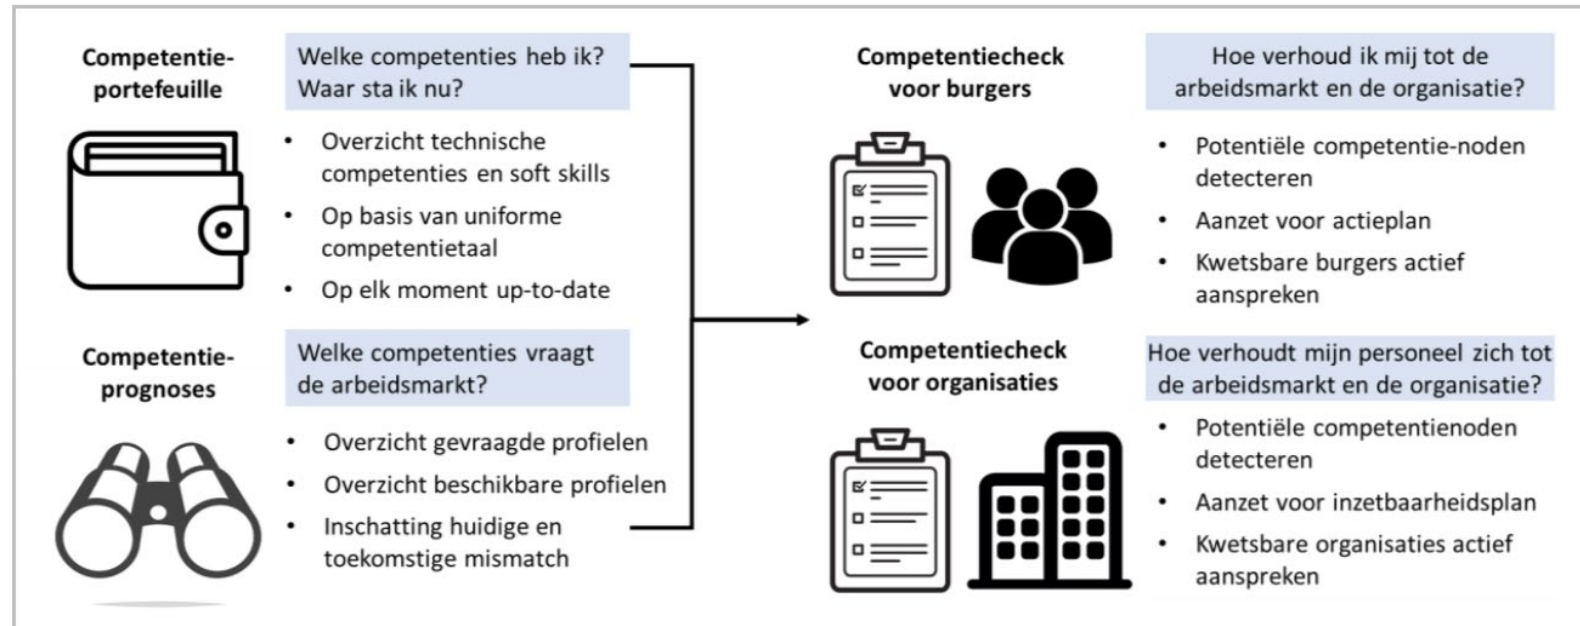 Competentie-
portefeuille
Welke competenties heb ik?
Waar sta ik nu?
• Overzicht technische
competenties en soft skills
• Op basis van uniforme
competentietaal
• Op elk moment up-to-date
Competentie-
prognoses
Welke competenties vraagt
de arbeidsmarkt?
• Overzicht gevraagde profielen
• Overzicht beschikbare profielen
• Inschatting huidige en
toekomstige mismatch
Competentiecheck
voor burgers
Hoe verhoud ik mij tot de
arbeidsmarkt en de organisatie?
• Potentiële competentie-noden
detecteren
• Aanzet voor actieplan
• Kwetsbare burgers actief
aanspreken
Competentiecheck
voor organisaties
Hoe verhoudt mijn personeel zich tot
de arbeidsmarkt en de organisatie?
• Potentiële competentienoden
detecteren
• Aanzet voor inzetbaarheidsplan
• Kwetsbare organisaties actief
aanspreken